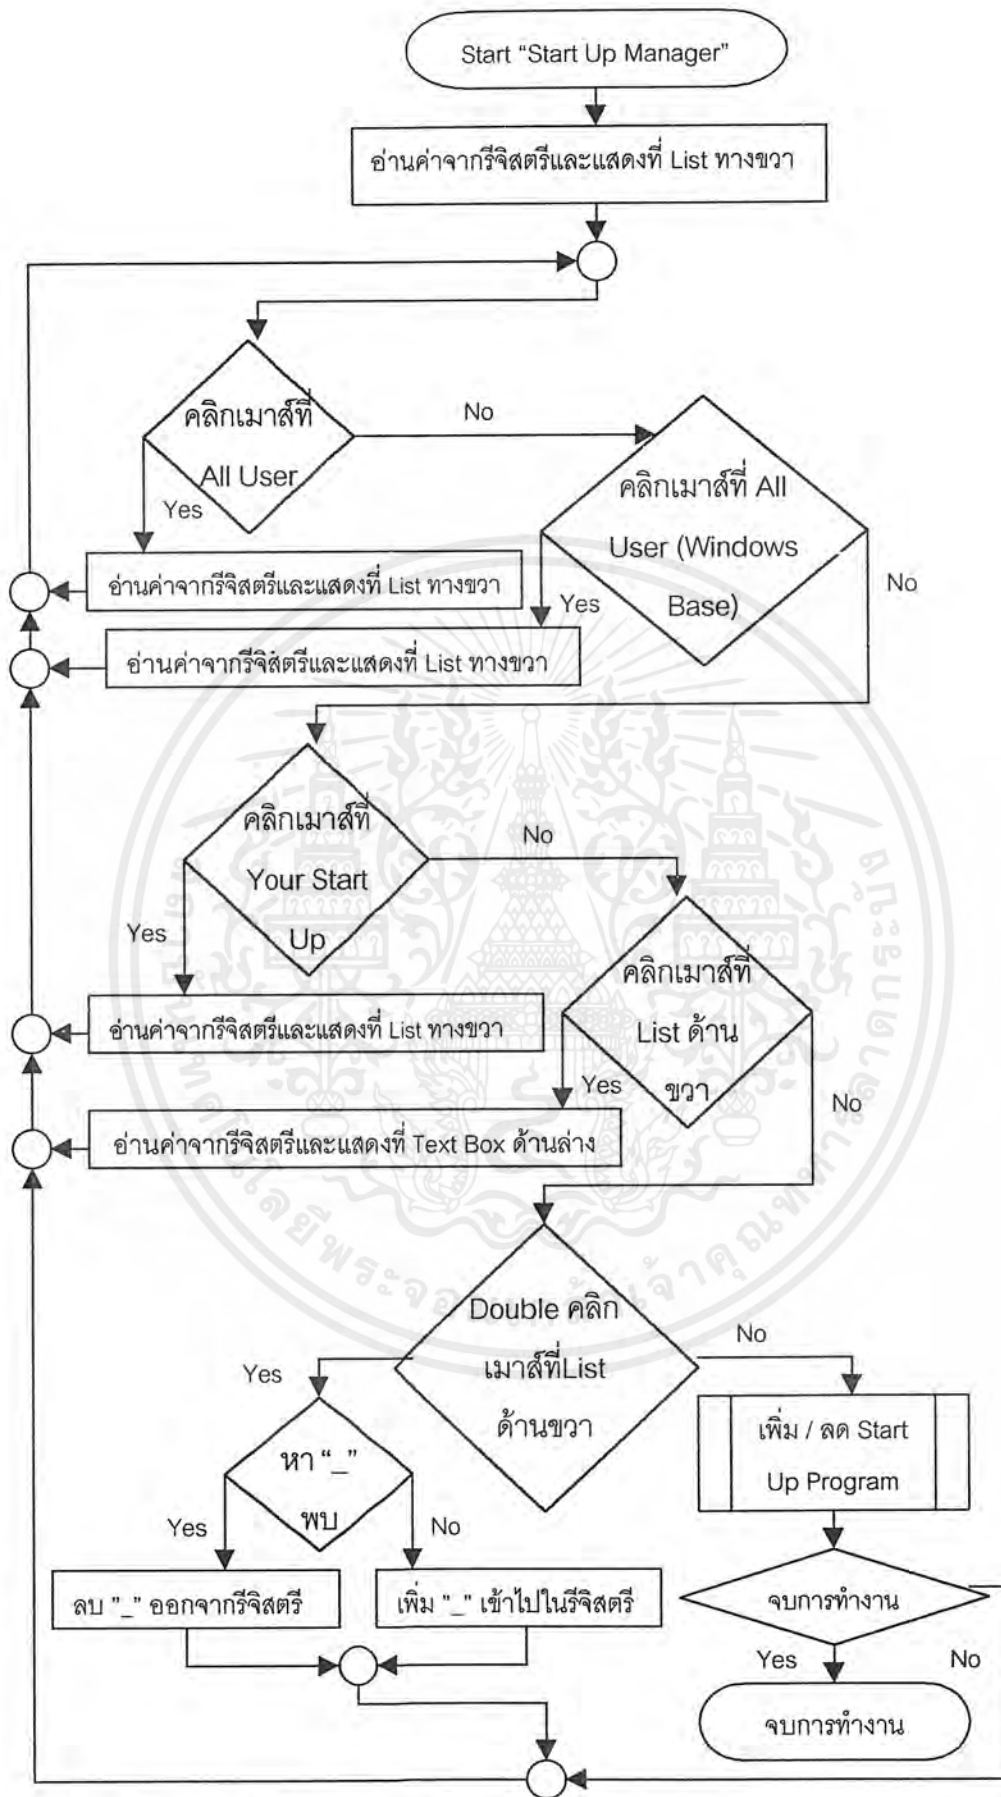 Start “Start Up Manager”
อ่านค่าจากรีจิสตรีและแสดงที่ List ทางขวา
คลิกเมาส์ที่
All User
No
Yes
คลิกเมาส์ที่ All
User (Windows
Base)
No
Yes
อ่านค่าจากรีจิสตรีและแสดงที่ List ทางขวา
อ่านค่าจากรีจิสตรีและแสดงที่ List ทางขวา
คลิกเมาส์ที่
Your Start
Up
No
Yes
คลิกเมาส์ที่
List ด้าน
ขวา
Yes
No
อ่านค่าจากรีจิสตรีและแสดงที่ List ทางขวา
อ่านค่าจากรีจิสตรีและแสดงที่ Text Box ด้านล่าง
Double คลิก
เมาส์ที่List
ด้านขวา
Yes
No
หา “_”
พบ
Yes
No
เพิ่ม / ลด Start
Up Program
ลบ ”_” ออกจากรีจิสตรี
เพิ่ม “_” เข้าไปในรีจิสตรี
จบการทำงาน
Yes
No
จบการทำงาน